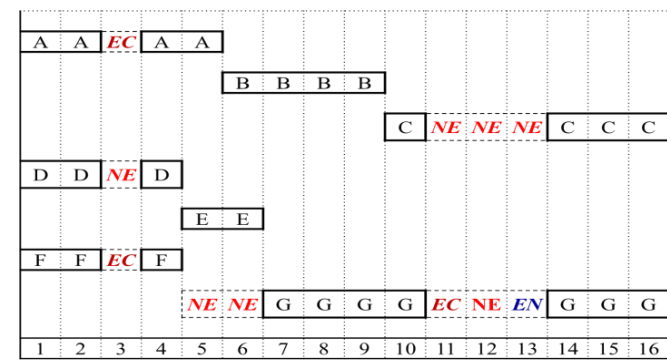 A A EC A A
B B B B
C NE NE NE C C C
D D NE D
E E
F F EC F
NE NE G G G G EC NE EN G G G
1 2 3 4 5 6 7 8 9 10 11 12 13 14 15 16